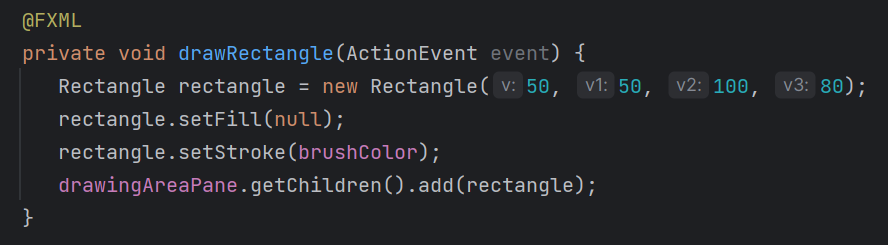 @FXML
private void drawRectangle(ActionEvent event) {
    Rectangle rectangle = new Rectangle( v: 50, v1: 50, v2: 100, v3: 80);
    rectangle.setFill(null);
    rectangle.setStroke(brushColor);
    drawingAreaPane.getChildren().add(rectangle);
}